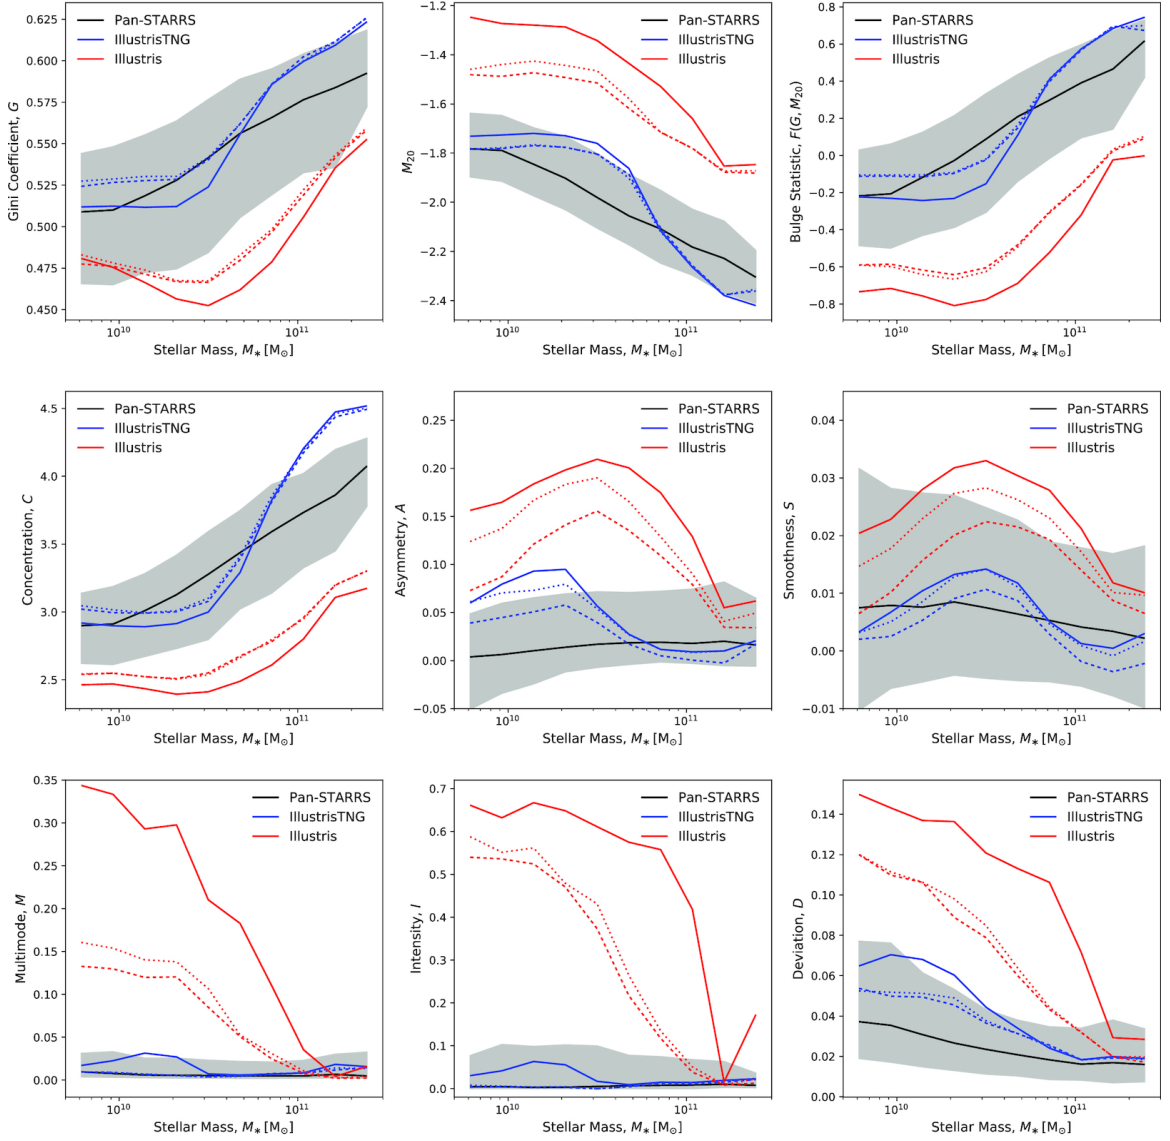 0.625
0.600
0.575
0.550
0.525
0.500
0.475
0.450
Gini Coefficient, G
Pan-STARRS
IllustrisTNG
Illustris
10^10
10^11
Stellar Mass, M* [M⊙]
−1.2
−1.4
−1.6
−1.8
−2.0
−2.2
−2.4
M20
Pan-STARRS
IllustrisTNG
Illustris
10^10
10^11
Stellar Mass, M* [M⊙]
0.8
0.6
0.4
0.2
0.0
−0.2
−0.4
−0.6
−0.8
Bulge Statistic, F(G, M20)
Pan-STARRS
IllustrisTNG
Illustris
10^10
10^11
Stellar Mass, M* [M⊙]
4.5
4.0
3.5
3.0
2.5
Concentration, C
Pan-STARRS
IllustrisTNG
Illustris
10^10
10^11
Stellar Mass, M* [M⊙]
0.25
0.20
0.15
0.10
0.05
0.00
−0.05
Asymmetry, A
Pan-STARRS
IllustrisTNG
Illustris
10^10
10^11
Stellar Mass, M* [M⊙]
0.04
0.03
0.02
0.01
0.00
−0.01
Smoothness, S
Pan-STARRS
IllustrisTNG
Illustris
10^10
10^11
Stellar Mass, M* [M⊙]
0.35
0.30
0.25
0.20
0.15
0.10
0.05
0.00
Multimode, M
Pan-STARRS
IllustrisTNG
Illustris
10^10
10^11
Stellar Mass, M* [M⊙]
0.7
0.6
0.5
0.4
0.3
0.2
0.1
0.0
Intensity, I
Pan-STARRS
IllustrisTNG
Illustris
10^10
10^11
Stellar Mass, M* [M⊙]
0.14
0.12
0.10
0.08
0.06
0.04
0.02
0.00
Deviation, D
Pan-STARRS
IllustrisTNG
Illustris
10^10
10^11
Stellar Mass, M* [M⊙]